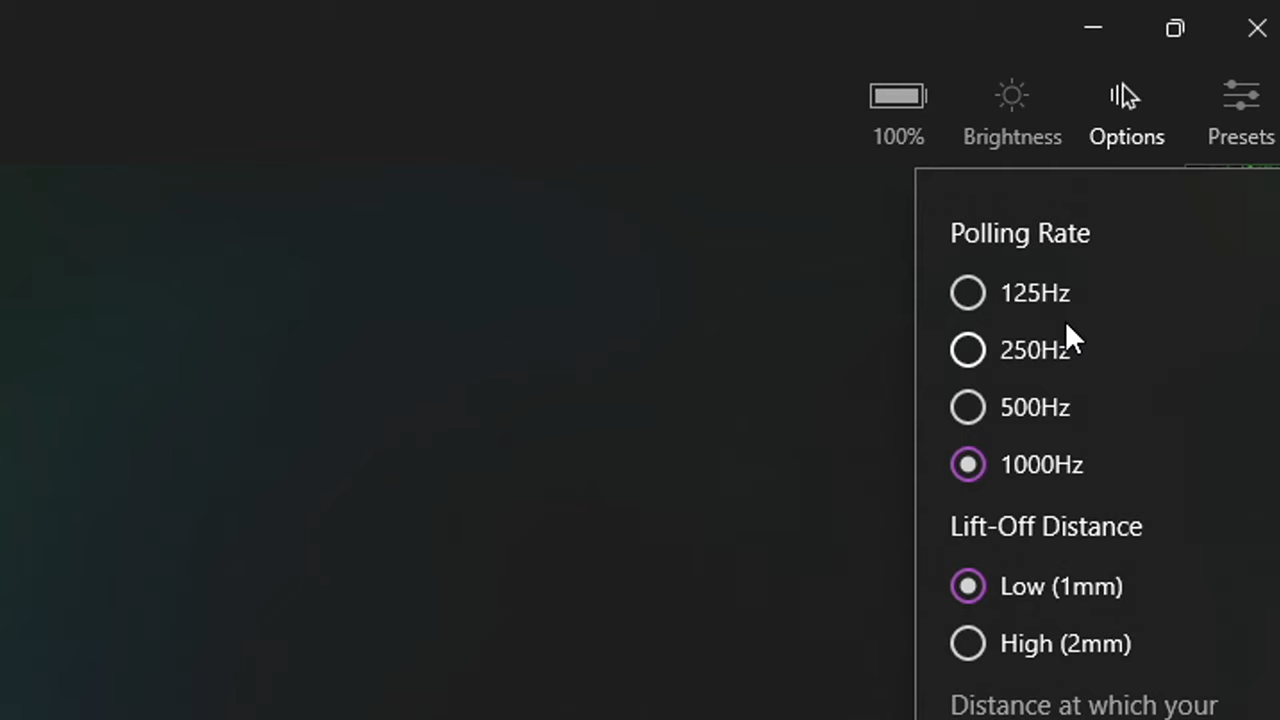 100%
Brightness
Options
Presets
Polling Rate
125Hz
250Hz
500Hz
1000Hz
Lift-Off Distance
Low (1mm)
High (2mm)
Distance at which your